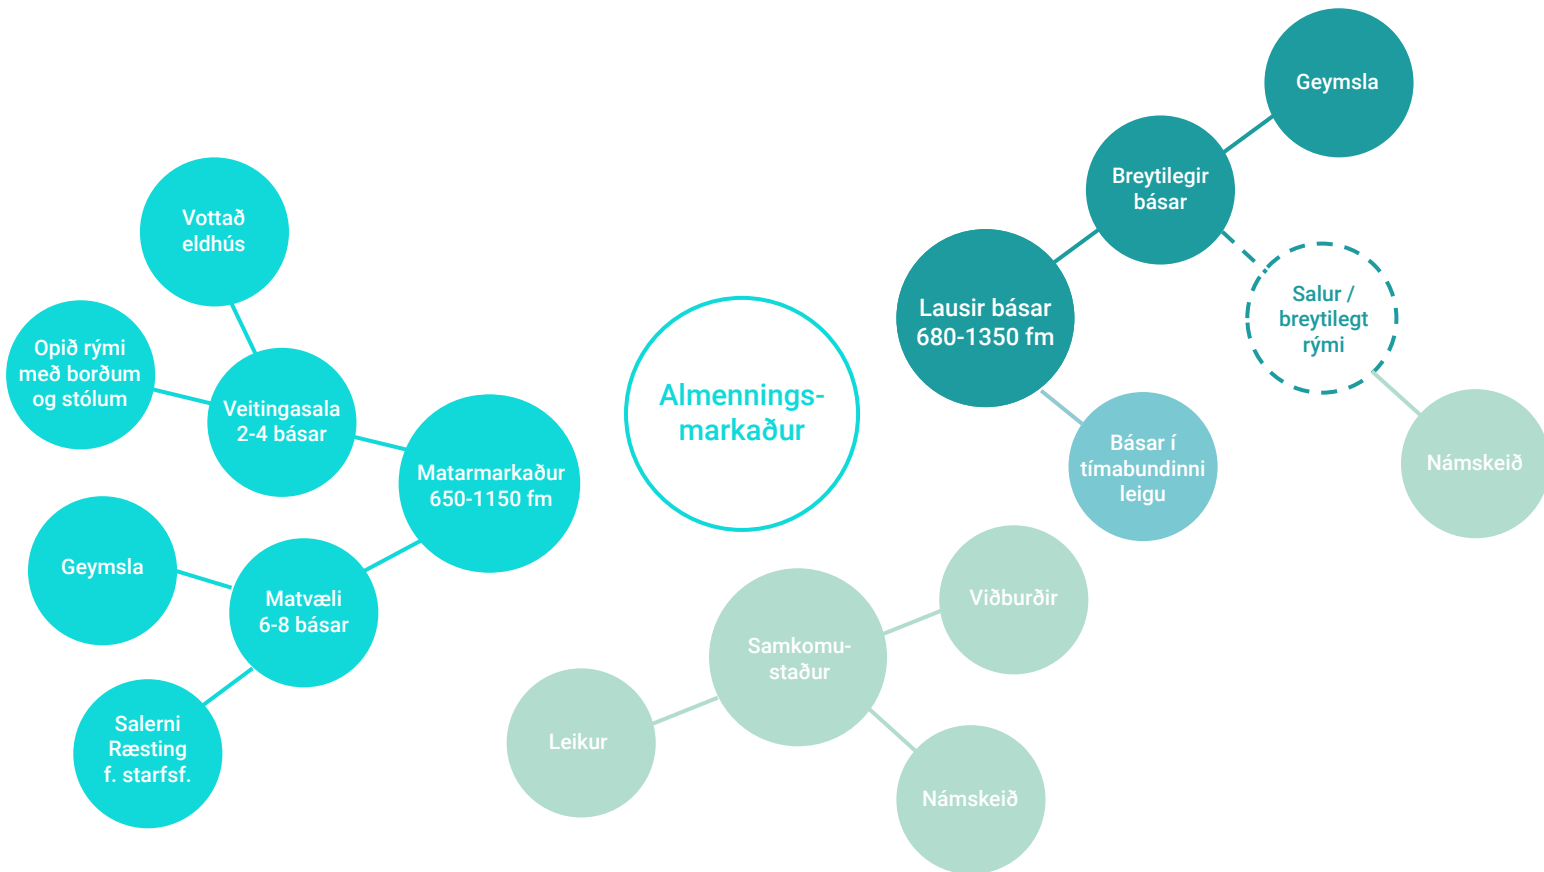 Geymsla
Breytilegir
básar
Vottað
eldhús
Lausir básar
680-1350 fm
Salur /
breytilegt
rými
Opið rými
með borðum
og stólum
Veitingasala
2-4 básar
Almennings-
markaður
Matarmarkaður
650-1150 fm
Básar í
tímabundinni
leigu
Námskeið
Geymsla
Matvæli
6-8 básar
Viðburðir
Samkomu-
staður
Salerni
Ræsting
f. starfsf.
Leikur
Námskeið